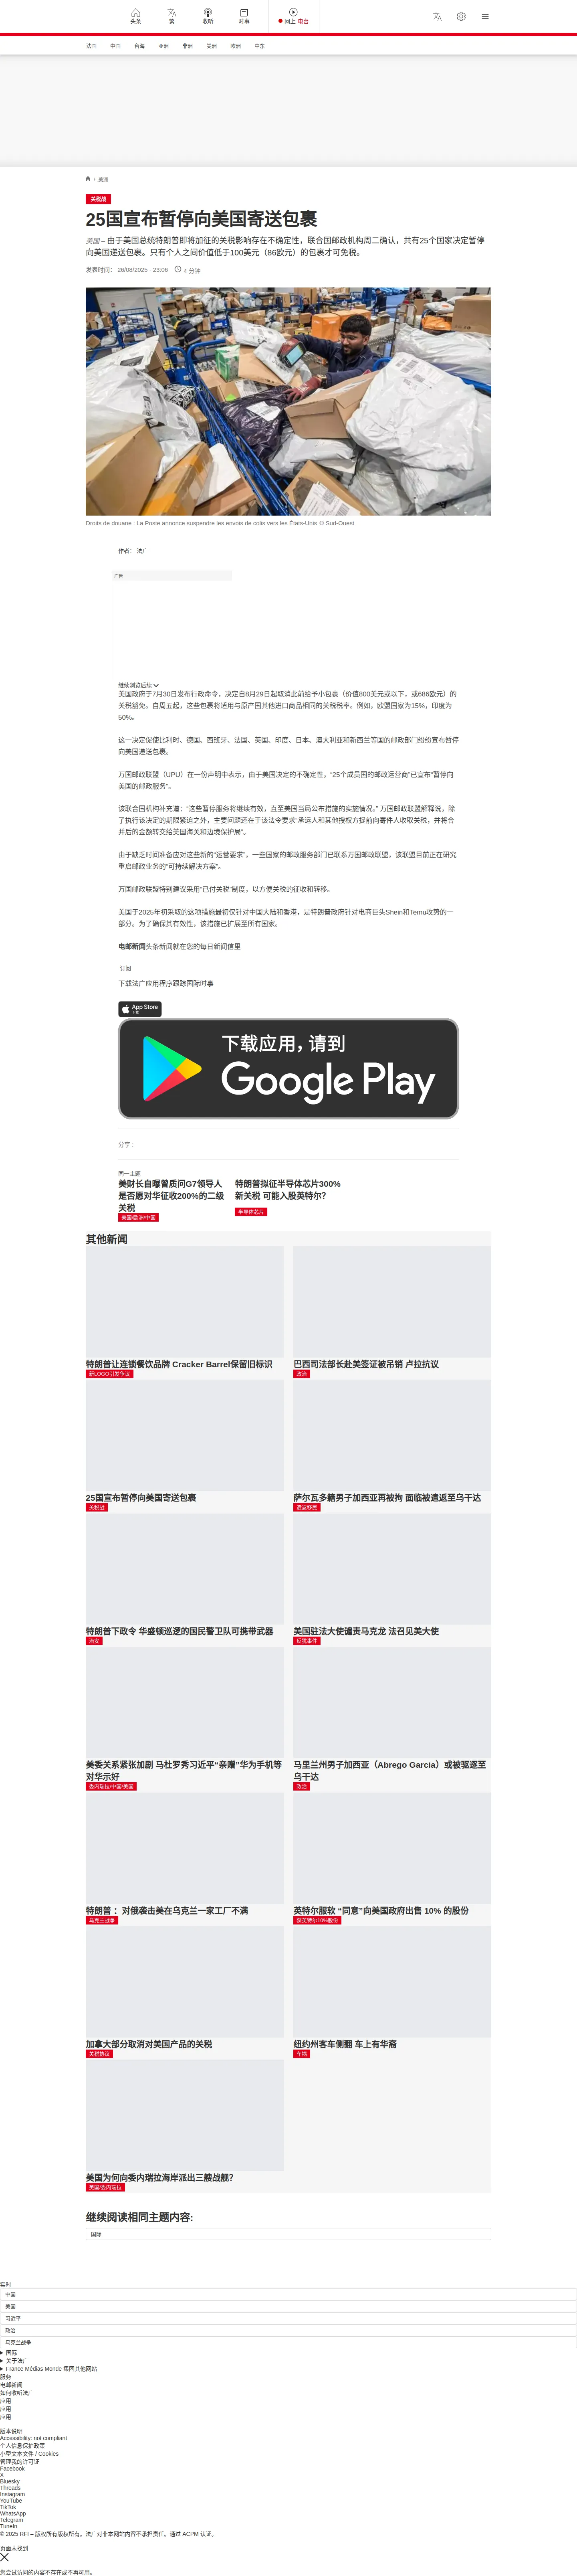 头条
繁
收听
时事
网上 电台
法国
中国
台海
亚洲
非洲
美洲
欧洲
中东
/ 美洲
关税战
25国宣布暂停向美国寄送包裹
美国 – 由于美国总统特朗普即将加征的关税影响存在不确定性，联合国邮政机构周二确认，共有25个国家决定暂停
向美国递送包裹。只有个人之间价值低于100美元（86欧元）的包裹才可免税。
发表时间： 26/08/2025 - 23:06
4 分钟
Droits de douane : La Poste annonce suspendre les envois de colis vers les États-Unis © Sud-Ouest
作者： 法广
广告
继续浏览后续
美国政府于7月30日发布行政命令，决定自8月29日起取消此前给予小包裹（价值800美元或以下，或686欧元）的
关税豁免。自周五起，这些包裹将适用与原产国其他进口商品相同的关税税率。例如，欧盟国家为15%，印度为
50%。
这一决定促使比利时、德国、西班牙、法国、英国、印度、日本、澳大利亚和新西兰等国的邮政部门纷纷宣布暂停
向美国递送包裹。
万国邮政联盟（UPU）在一份声明中表示，由于美国决定的不确定性，“25个成员国的邮政运营商”已宣布“暂停向
美国的邮政服务”。
该联合国机构补充道：“这些暂停服务将继续有效，直至美国当局公布措施的实施情况。” 万国邮政联盟解释说，除
了执行该决定的期限紧迫之外，主要问题还在于该法令要求“承运人和其他授权方提前向寄件人收取关税，并将合
并后的金额转交给美国海关和边境保护局”。
由于缺乏时间准备应对这些新的“运营要求”，一些国家的邮政服务部门已联系万国邮政联盟，该联盟目前正在研究
重启邮政业务的“可持续解决方案”。
万国邮政联盟特别建议采用“已付关税”制度，以方便关税的征收和转移。
美国于2025年初采取的这项措施最初仅针对中国大陆和香港，是特朗普政府针对电商巨头Shein和Temu攻势的一
部分。为了确保其有效性，该措施已扩展至所有国家。
电邮新闻头条新闻就在您的每日新闻信里
订阅
下载法广应用程序跟踪国际时事
App Store
下载
下载应用，请到
Google Play
分享 :
同一主题
美财长自曝曾质问G7领导人
是否愿对华征收200%的二级
关税
美国/欧洲/中国
特朗普拟征半导体芯片300%
新关税 可能入股英特尔?
半导体芯片
其他新闻
特朗普让连锁餐饮品牌 Cracker Barrel保留旧标识
新LOGO引发争议
巴西司法部长赴美签证被吊销 卢拉抗议
政治
25国宣布暂停向美国寄送包裹
关税战
萨尔瓦多籍男子加西亚再被拘 面临被遣返至乌干达
遣返移民
特朗普下政令 华盛顿巡逻的国民警卫队可携带武器
治安
美国驻法大使谴责马克龙 法召见美大使
反犹事件
美委关系紧张加剧 马杜罗秀习近平“亲赠”华为手机等
对华示好
委内瑞拉/中国/美国
马里兰州男子加西亚（Abrego Garcia）或被驱逐至
乌干达
政治
特朗普 ：对俄袭击美在乌克兰一家工厂不满
乌克兰战争
英特尔服软 “同意”向美国政府出售 10% 的股份
获英特尔10%股份
加拿大部分取消对美国产品的关税
关税协议
纽约州客车侧翻 车上有华裔
车祸
美国为何向委内瑞拉海岸派出三艘战舰？
美国/委内瑞拉
继续阅读相同主题内容:
国际
实时
中国
美国
习近平
政治
乌克兰战争
国际
关于法广
France Médias Monde 集团其他网站
服务
电邮新闻
如何收听法广
应用
应用
应用
版本说明
Accessibility: not compliant
个人信息保护政策
小型文本文件 / Cookies
管理我的许可证
Facebook
X
Bluesky
Threads
Instagram
YouTube
TikTok
WhatsApp
Telegram
TuneIn
© 2025 RFI – 版权所有版权所有。法广对非本网站内容不承担责任。通过 ACPM 认证。
页面未找到
您尝试访问的内容不存在或不再可用。